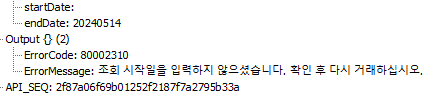 startDate:
endDate: 20240514
Output {} (2)
ErrorCode: 80002310
ErrorMessage: 조회 시작일을 입력하지 않으셨습니다. 확인 후 다시 거래하십시오.
API_SEQ: 2f87a06f69b01252f2187f7a2795b33a